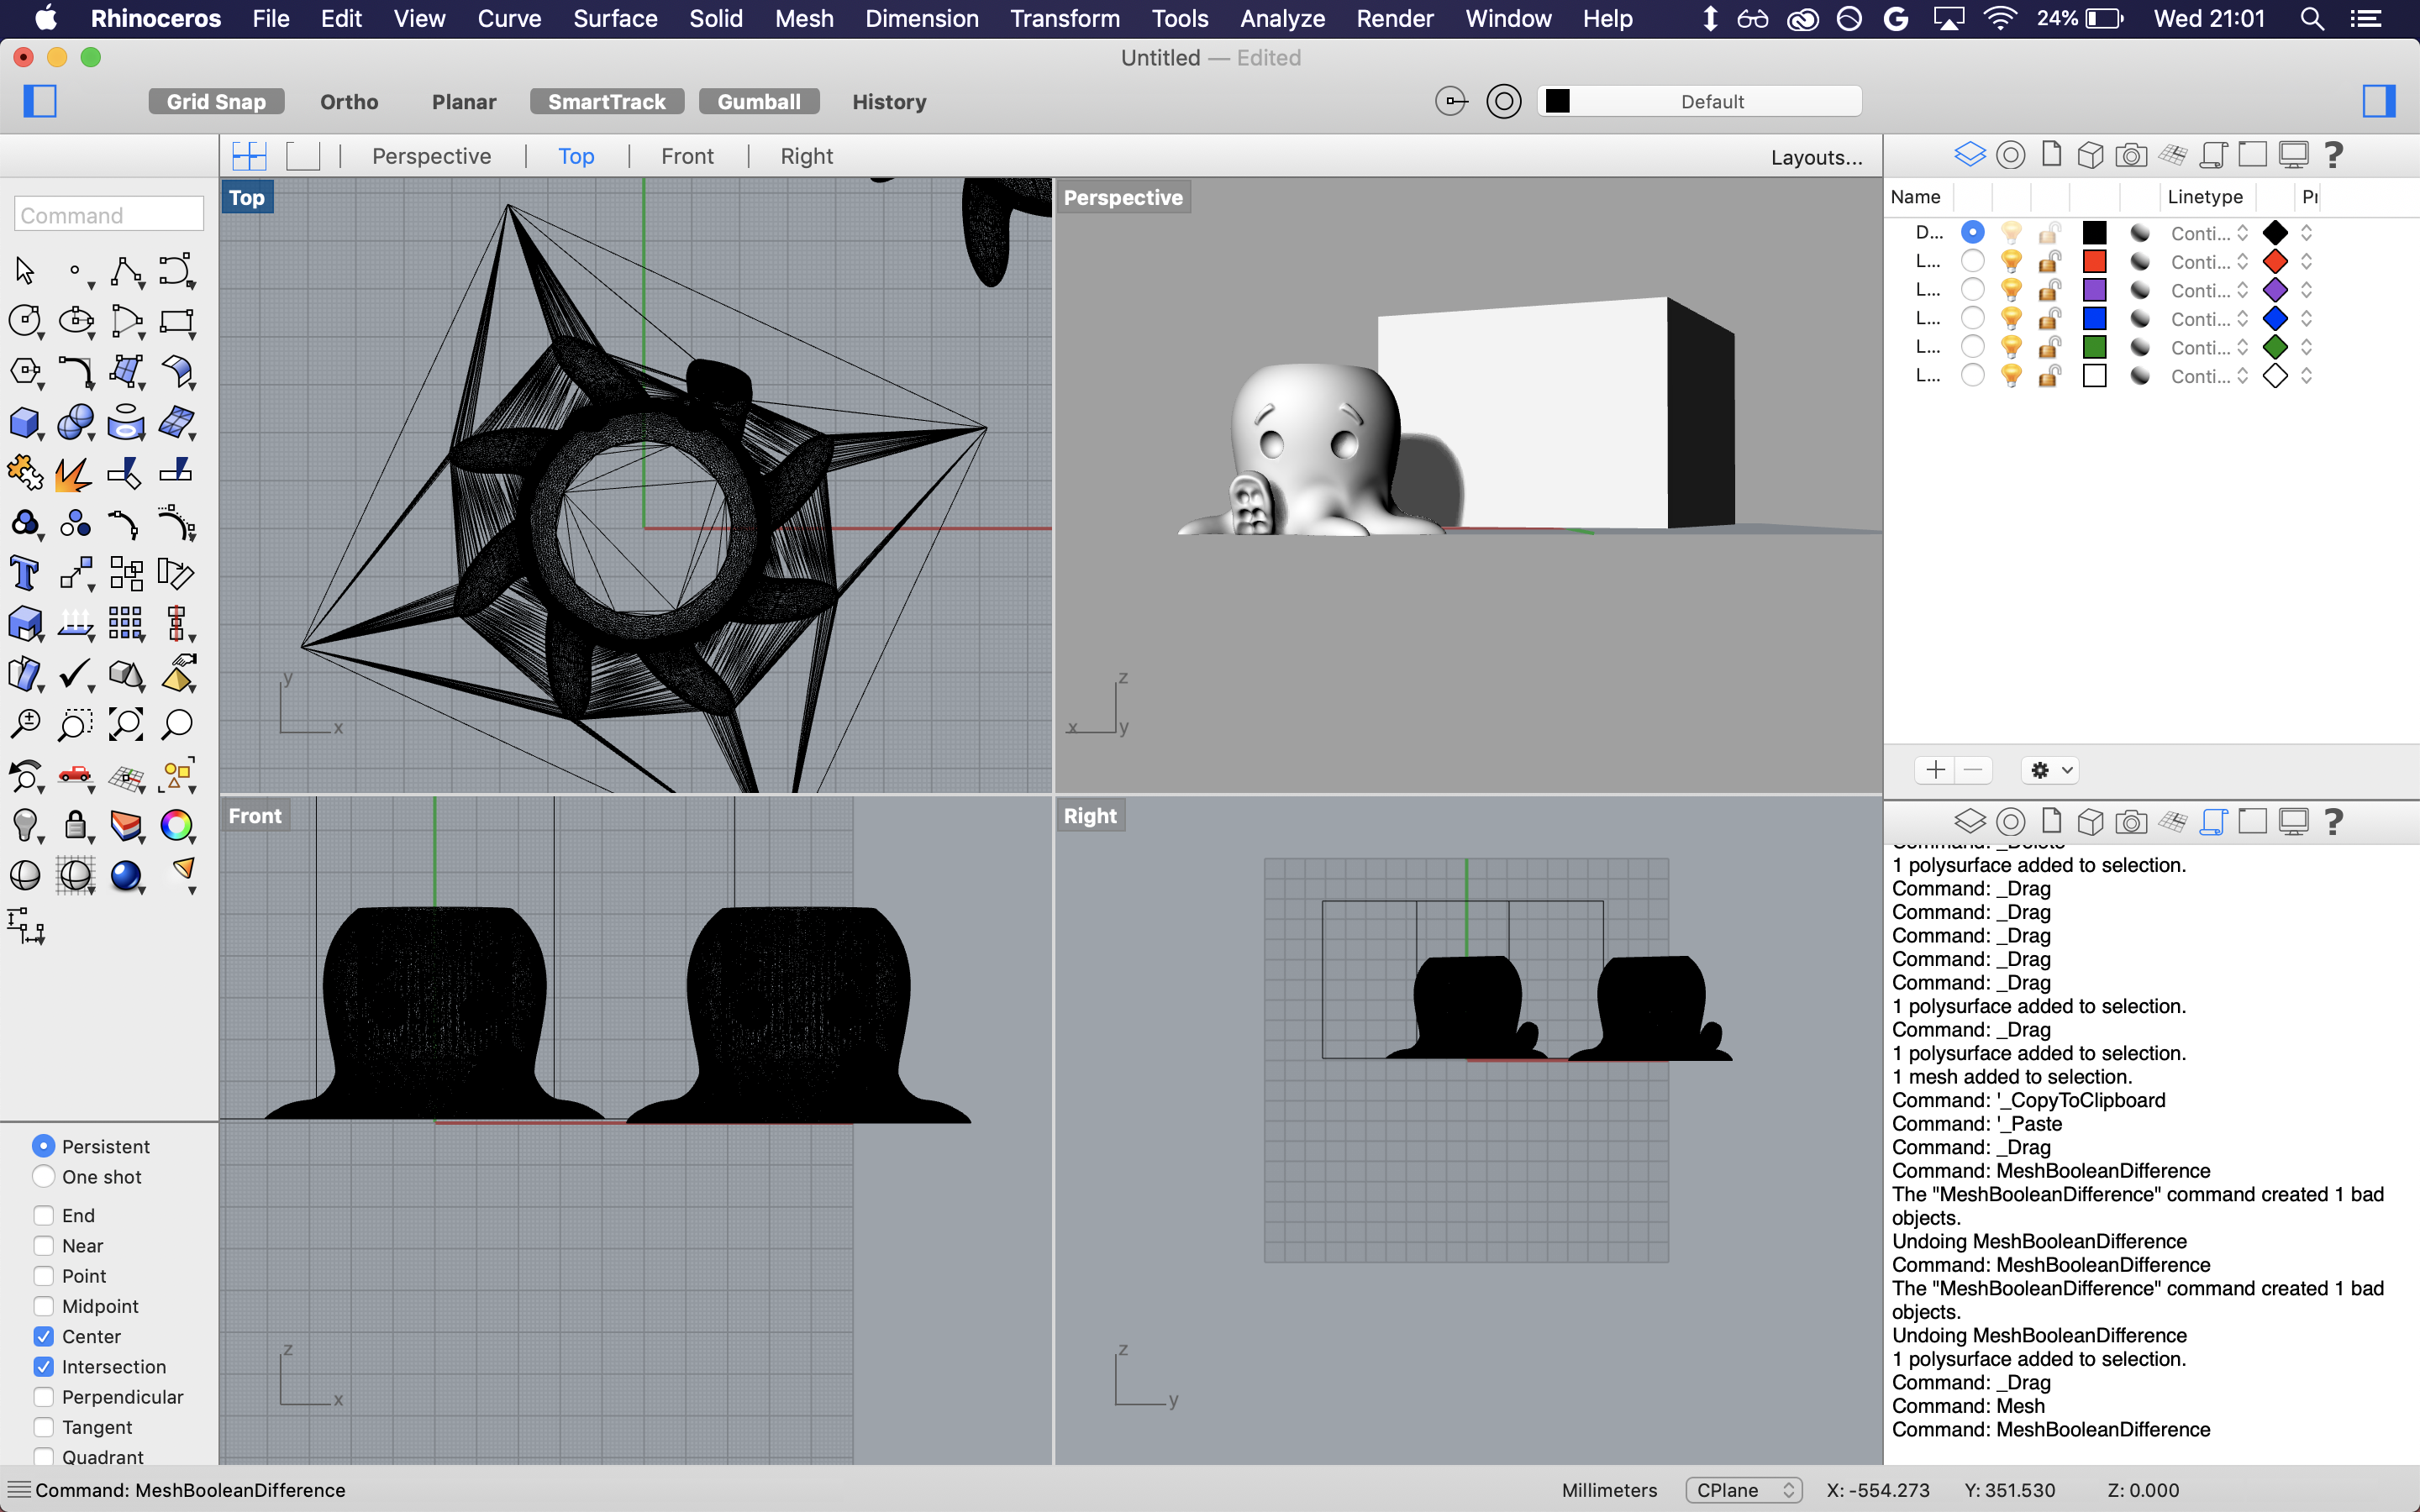 Rhinoceros File Edit View Curve Surface Solid Mesh Dimension Transform Tools Analyze Render Window Help 24% Wed 21:01
Untitled — Edited
Grid Snap Ortho Planar SmartTrack Gumball History Default
Perspective Top Front Right Layouts...
Command
Top
Perspective
Front
Right
y
x
z
x
y
z
x
z
y
Name Linetype
D... Conti...
L... Conti...
L... Conti...
L... Conti...
L... Conti...
L... Conti...
1 polysurface added to selection.
Command: _Drag
Command: _Drag
Command: _Drag
Command: _Drag
Command: _Drag
1 polysurface added to selection.
Command: _Drag
1 polysurface added to selection.
1 mesh added to selection.
Command: '_CopyToClipboard
Command: '_Paste
Command: _Drag
Command: MeshBooleanDifference
The "MeshBooleanDifference" command created 1 bad
objects.
Undoing MeshBooleanDifference
Command: MeshBooleanDifference
The "MeshBooleanDifference" command created 1 bad
objects.
Undoing MeshBooleanDifference
1 polysurface added to selection.
Command: _Drag
Command: Mesh
Command: MeshBooleanDifference
Persistent
One shot
End
Near
Point
Midpoint
Center
Intersection
Perpendicular
Tangent
Quadrant
Command: MeshBooleanDifference Millimeters CPlane X: -554.273 Y: 351.530 Z: 0.000